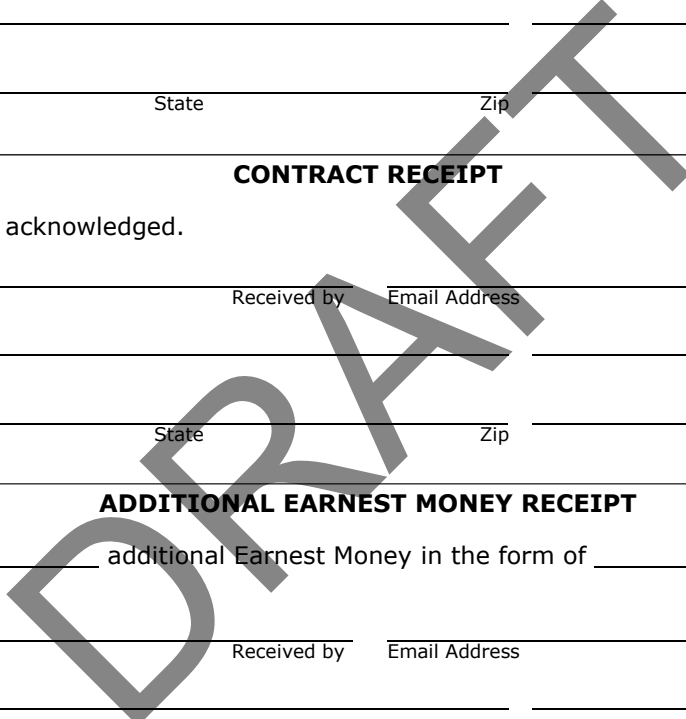 State Zip
CONTRACT RECEIPT
acknowledged.
Received by Email Address
State Zip
ADDITIONAL EARNEST MONEY RECEIPT
additional Earnest Money in the form of
Received by Email Address
DRAFT